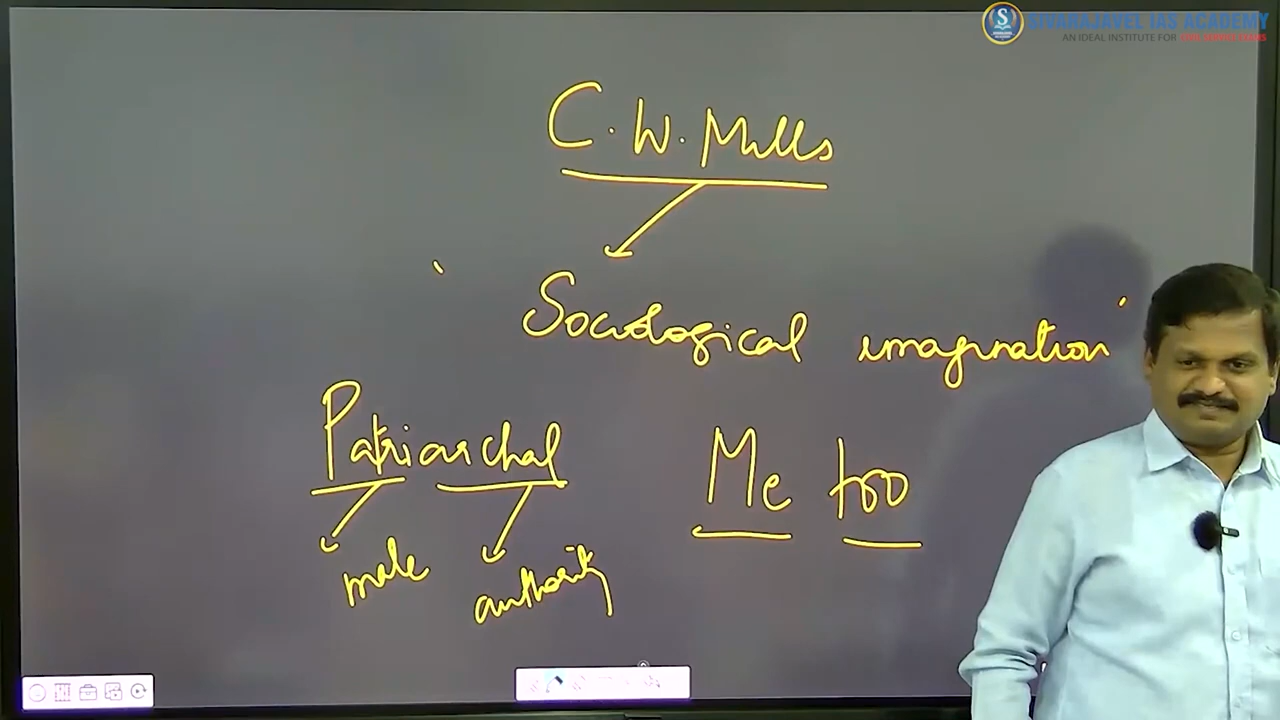 SIVARAJAVEL IAS ACADEMY
AN IDEAL INSTITUTE FOR
C. W. Mills
'Sociological imagination'
Patriarchal
Me too
male
authority